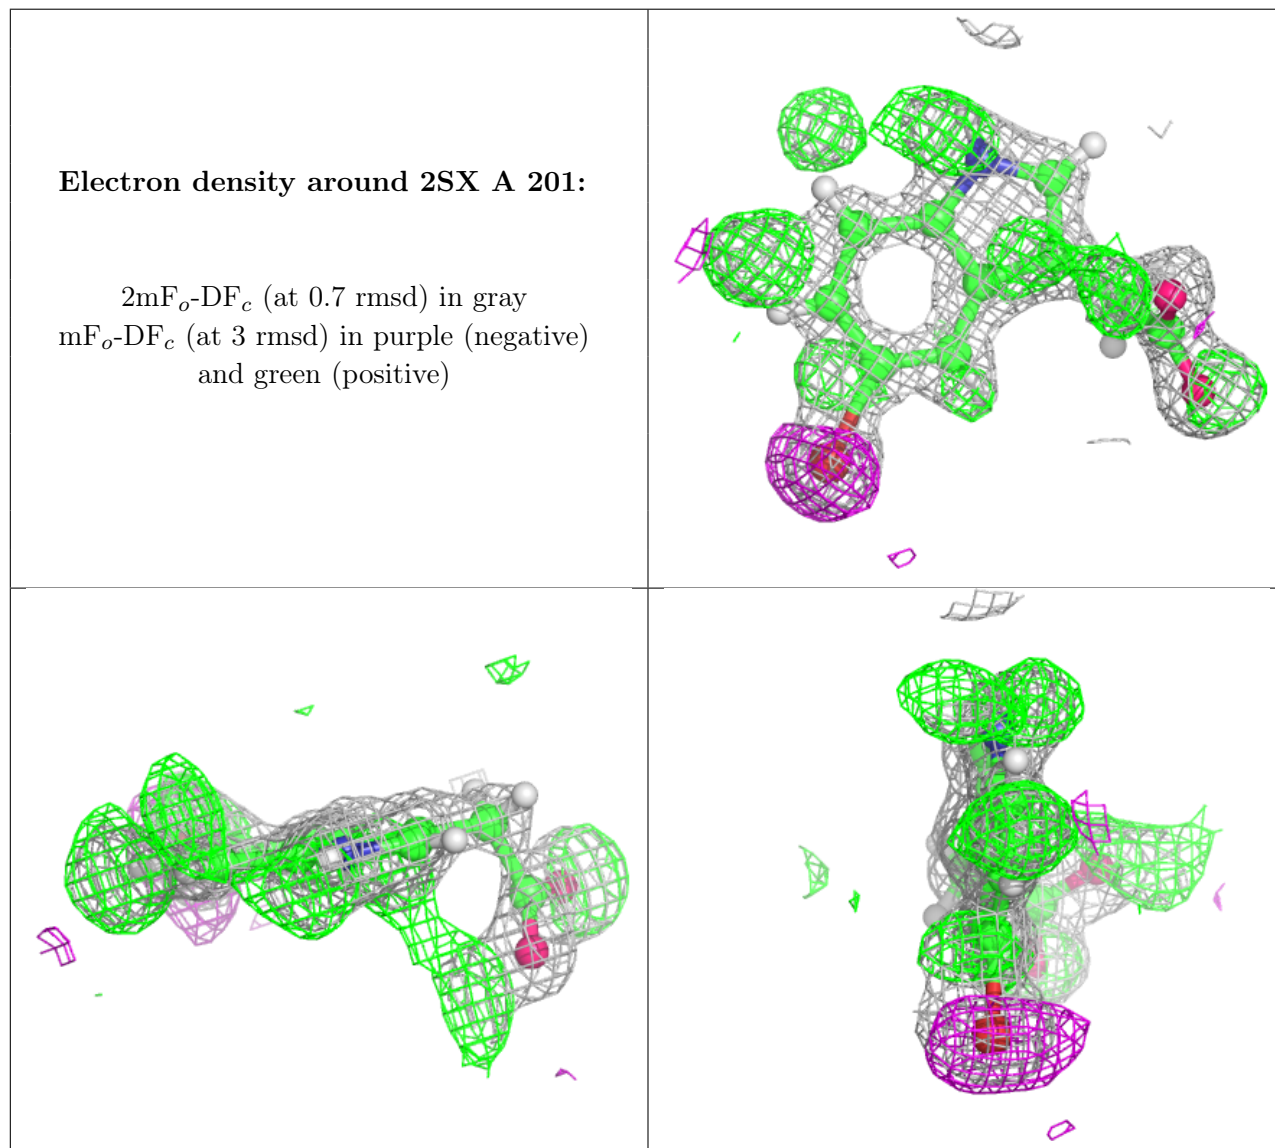 Electron density around 2SX A 201:
2mFo-DFc (at 0.7 rmsd) in gray
mFo-DFc (at 3 rmsd) in purple (negative)
and green (positive)